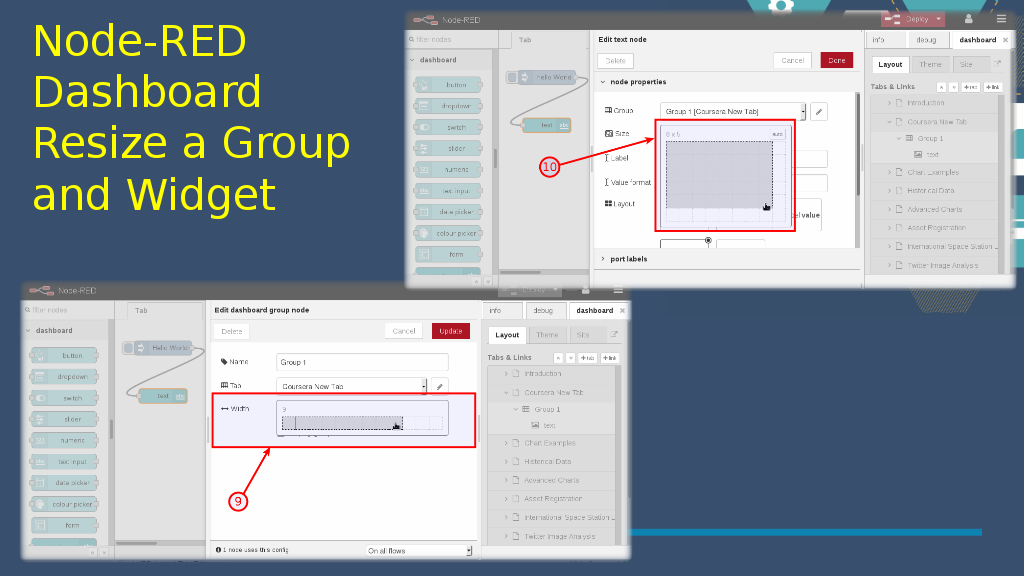 Node-RED
Dashboard
Resize a Group
and Widget
Node-RED
Deploy
filter nodes
Tab
dashboard
button
dropdown
switch
slider
numeric
text input
date picker
colour picker
form
Hello World
text
abc
Edit text node
Delete
Cancel
Done
node properties
Group
Group 1 [Coursera New Tab]
Size
8 x 5
auto
Label
Value format
Layout
value
port labels
10
info
debug
dashboard
Layout
Theme
Site
Tabs & Links
+tab
+link
Introduction
Coursera New Tab
Group 1
text
Chart Examples
Historical Data
Advanced Charts
Asset Registration
International Space Station
Twitter Image Analysis
Node-RED
filter nodes
Tab
dashboard
button
dropdown
switch
slider
numeric
text input
date picker
colour picker
form
Hello World
text
abc
Edit dashboard group node
Delete
Cancel
Update
Name
Group 1
Tab
Coursera New Tab
Width
9
9
1 node uses this config
On all flows
info
debug
dashboard
Layout
Theme
Site
Tabs & Links
+tab
+link
Introduction
Coursera New Tab
Group 1
text
Chart Examples
Historical Data
Advanced Charts
Asset Registration
International Space Station
Twitter Image Analysis